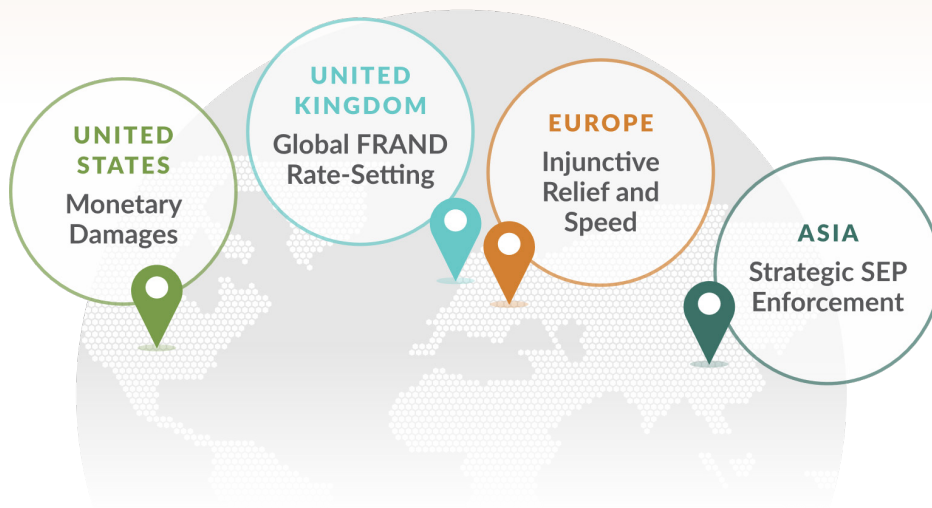 UNITED
STATES
Monetary
Damages
UNITED
KINGDOM
Global FRAND
Rate-Setting
EUROPE
Injunctive
Relief and
Speed
ASIA
Strategic SEP
Enforcement